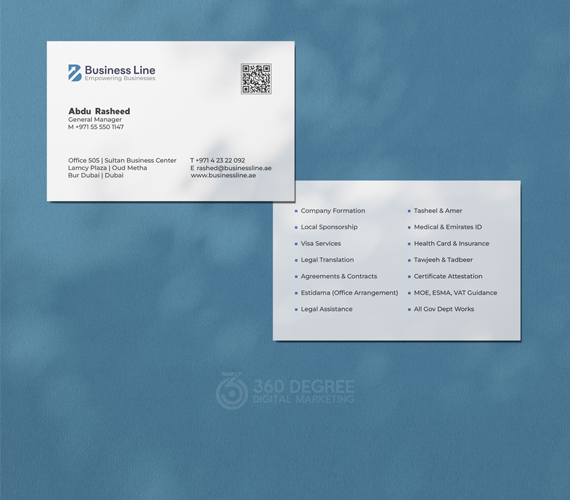 Business Line
Empowering Businesses
Abdu Rasheed
General Manager
M +971 55 550 1147
Office 505 | Sultan Business Center
Lamcy Plaza | Oud Metha
Bur Dubai | Dubai
T +971 4 23 22 092
E rashed@businessline.ae
www.businessline.ae
Company Formation
Local Sponsorship
Visa Services
Legal Translation
Agreements & Contracts
Estidama (Office Arrangement)
Legal Assistance
Tasheel & Amer
Medical & Emirates ID
Health Card & Insurance
Tawjeeh & Tadbeer
Certificate Attestation
MOE, ESMA, VAT Guidance
All Gov Dept Works
360 DEGREE
DIGITAL MARKETING